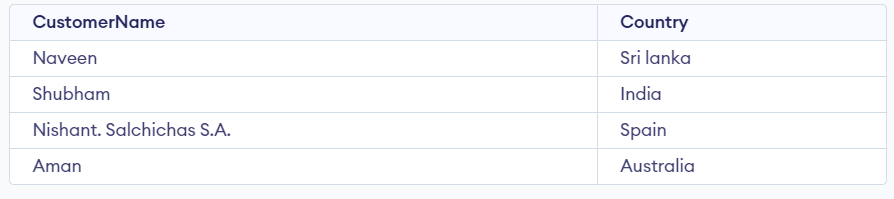 CustomerName Country
Naveen Sri lanka
Shubham India
Nishant. Salchichas S.A. Spain
Aman Australia